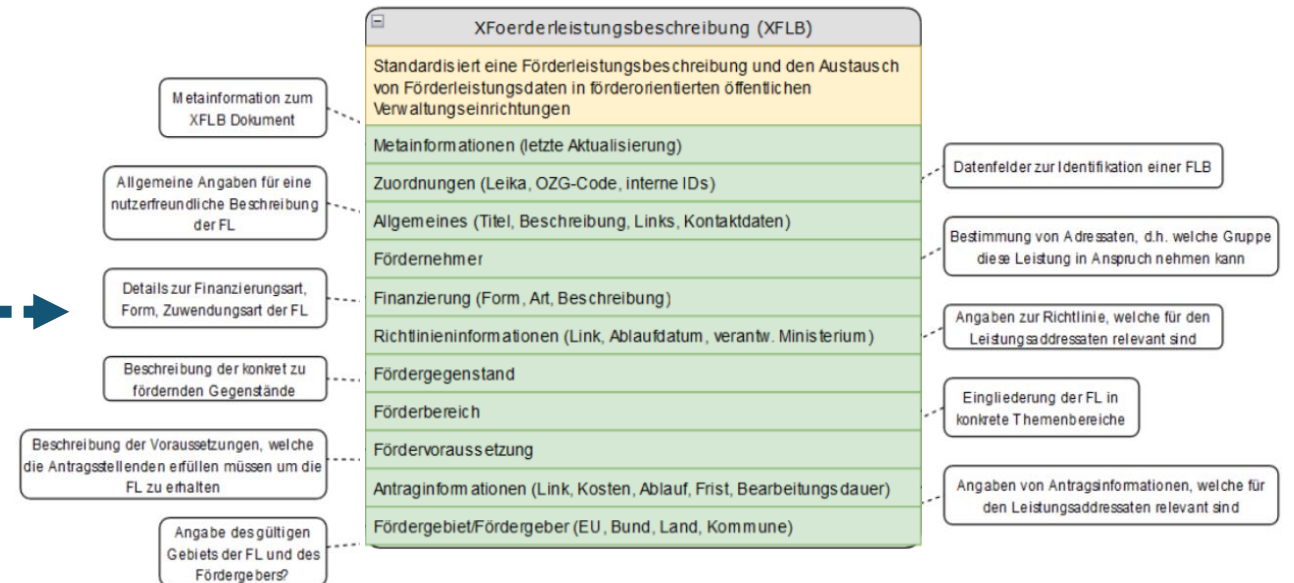 XFoerderleistungsbeschreibung (XFLB)
Standardisiert eine Förderleistungsbeschreibung und den Austausch
von Förderleistungsdaten in förderorientierten öffentlichen
Verwaltungseinrichtungen
Metainformationen (letzte Aktualisierung)
Zuordnungen (Leika, OZG-Code, interne IDs)
Allgemeines (Titel, Beschreibung, Links, Kontaktdaten)
Fördernehmer
Finanzierung (Form, Art, Beschreibung)
Richtlinieninformationen (Link, Ablaufdatum, verantw. Ministerium)
Fördergegenstand
Förderbereich
Fördervoraussetzung
Antraginformationen (Link, Kosten, Ablauf, Frist, Bearbeitungsdauer)
Fördergebiet/Fördergeber (EU, Bund, Land, Kommune)
Metainformation zum
XFLB Dokument
Allgemeine Angaben für eine
nutzerfreundliche Beschreibung
der FL
Details zur Finanzierungsart,
Form, Zuwendungsart der FL
Beschreibung der konkret zu
fördernden Gegenstände
Beschreibung der Voraussetzungen, welche
die Antragsstellenden erfüllen müssen um die
FL zu erhalten
Angabe des gültigen
Gebiets der FL und des
Fördergebers?
Datenfelder zur Identifikation einer FLB
Bestimmung von Adressaten, d.h. welche Gruppe
diese Leistung in Anspruch nehmen kann
Angaben zur Richtlinie, welche für den
Leistungsaddressaten relevant sind
Eingliederung der FL in
konkrete Themenbereiche
Angaben von Antragsinformationen, welche für
den Leistungsaddressaten relevant sind